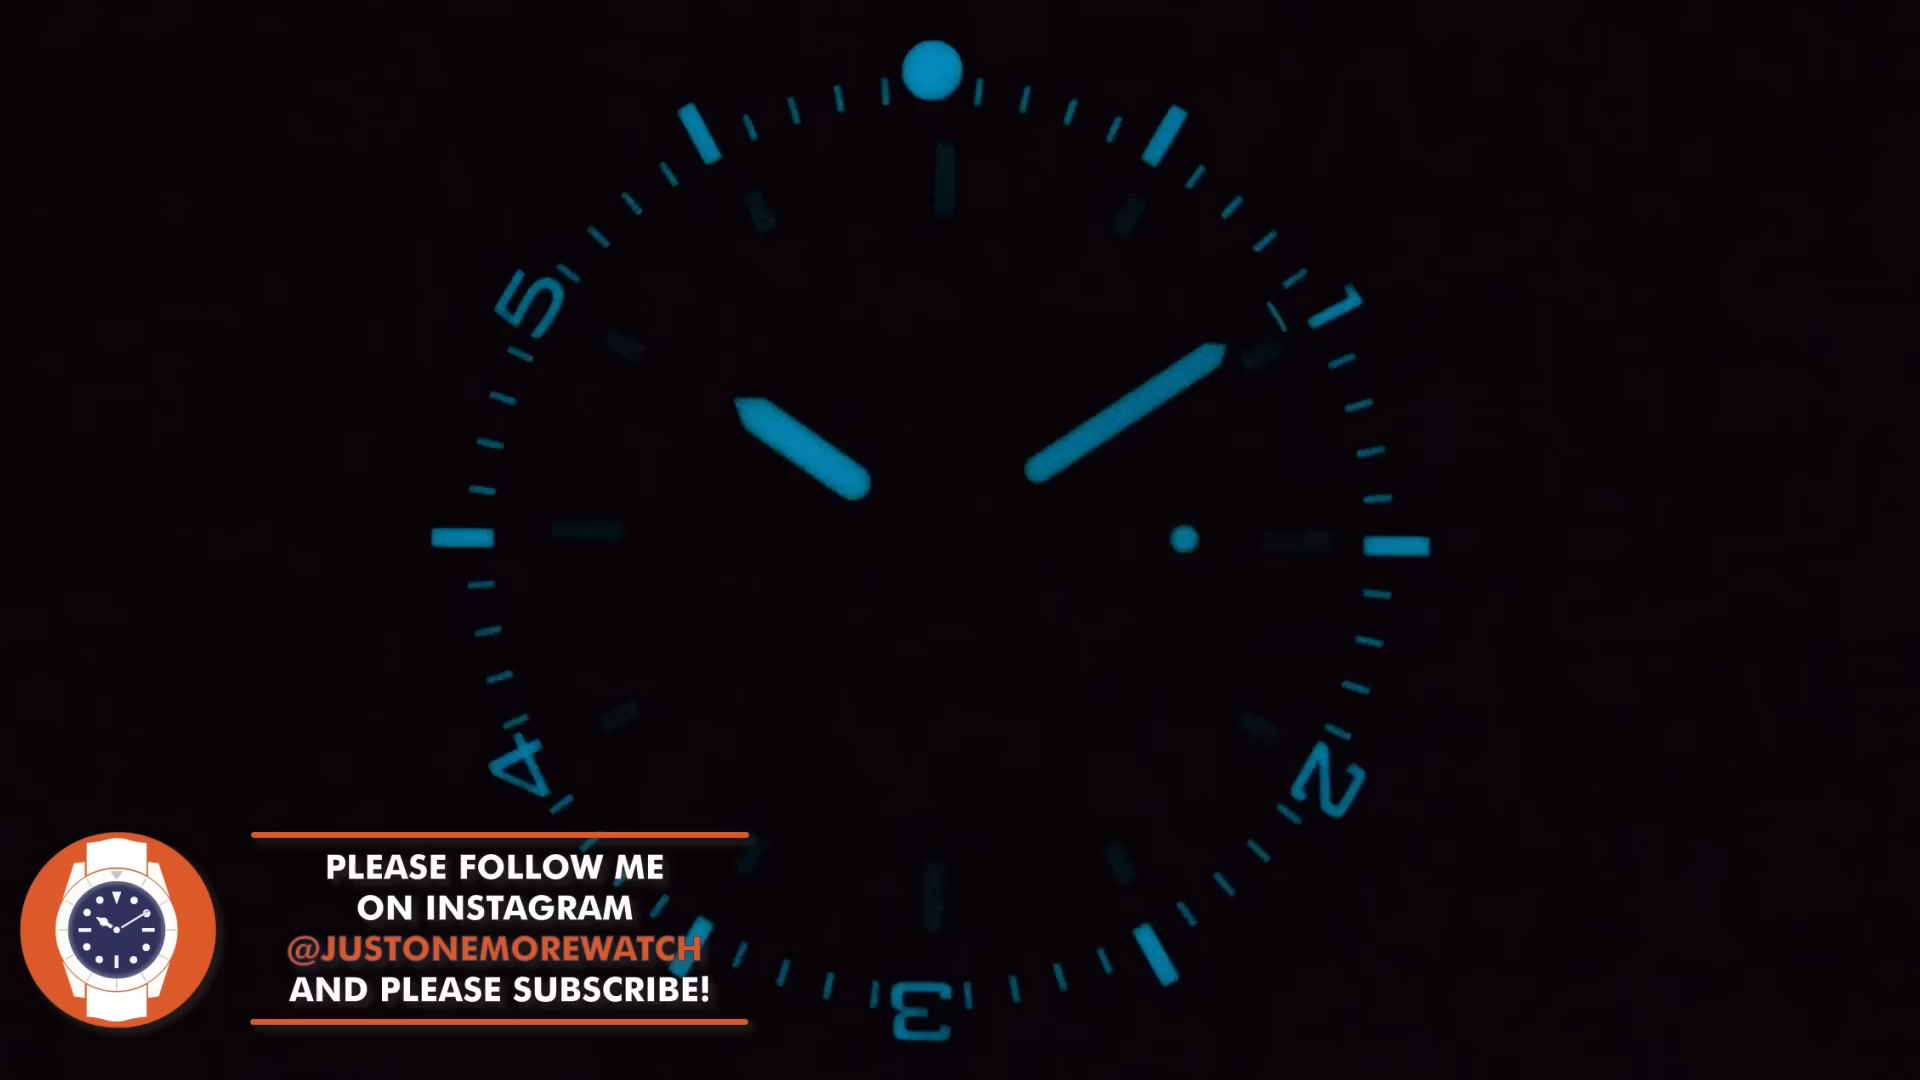 1
2
3
4
5
PLEASE FOLLOW ME
ON INSTAGRAM
@JUSTONEMOREWATCH
AND PLEASE SUBSCRIBE!